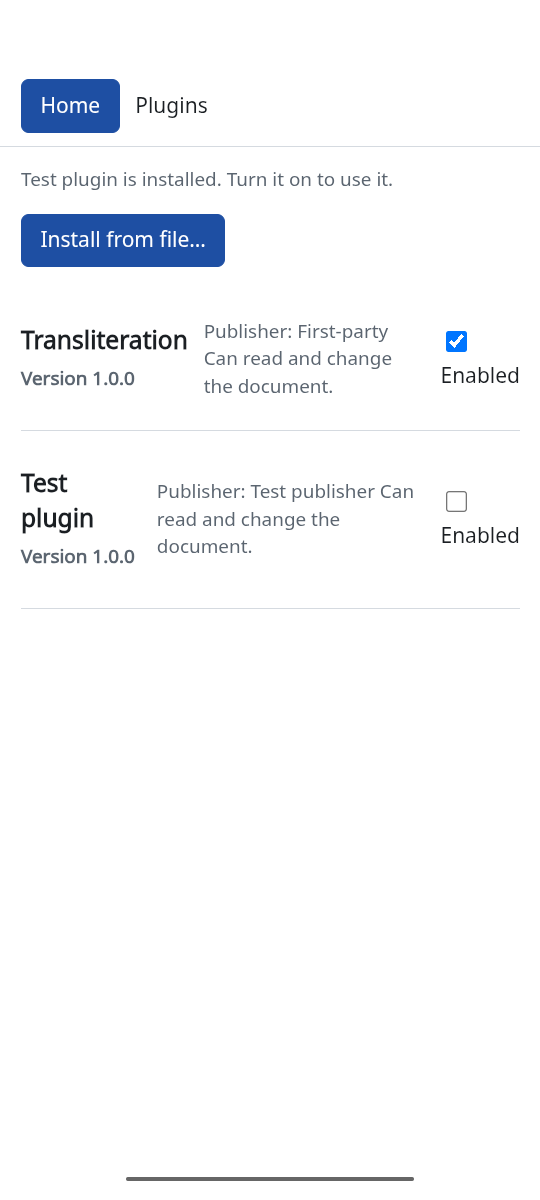 Home Plugins
Test plugin is installed. Turn it on to use it.
Install from file...
Transliteration
Version 1.0.0
Publisher: First-party
Can read and change
the document.
Enabled
Test
plugin
Version 1.0.0
Publisher: Test publisher Can
read and change the
document.
Enabled